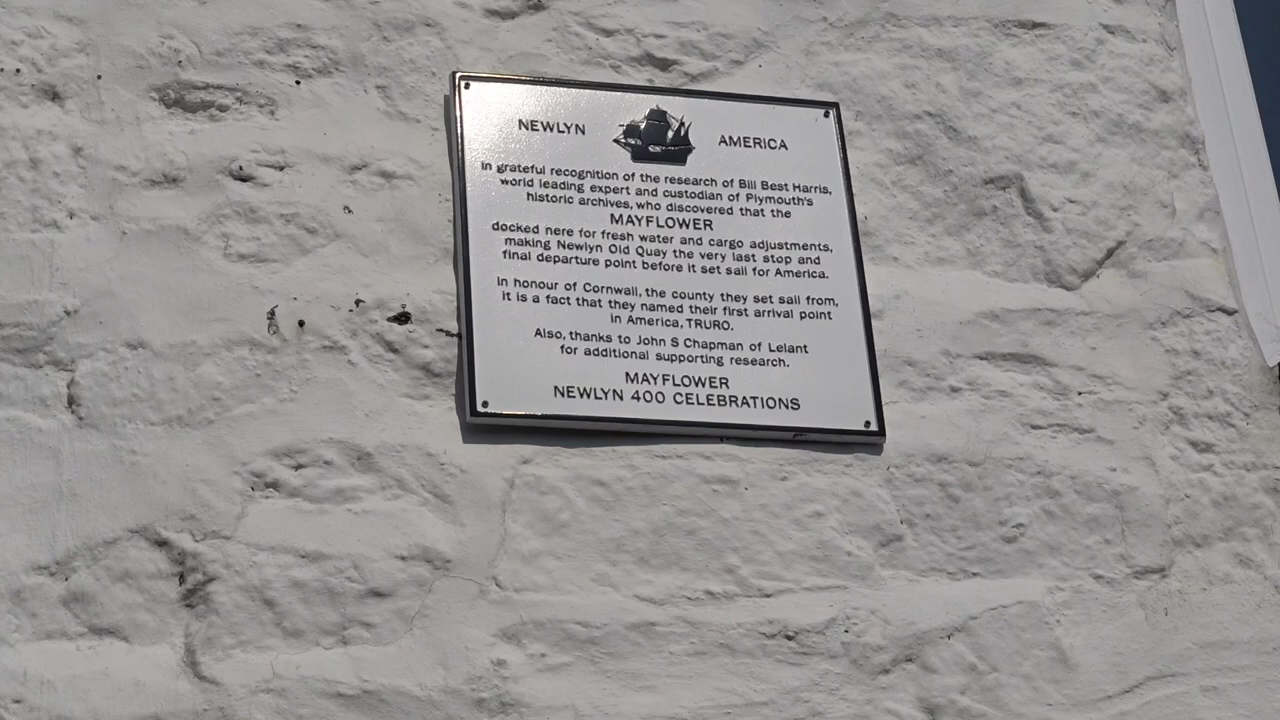 NEWLYN AMERICA
In grateful recognition of the research of Bill Best Harris,
world leading expert and custodian of Plymouth's
historic archives, who discovered that the
MAYFLOWER
docked nere for fresh water and cargo adjustments,
making Newlyn Old Quay the very last stop and
final departure point before it set sail for America.
In honour of Cornwall, the county they set sail from,
it is a fact that they named their first arrival point
in America, TRURO.
Also, thanks to John S Chapman of Lelant
for additional supporting research.
MAYFLOWER
NEWLYN 400 CELEBRATIONS